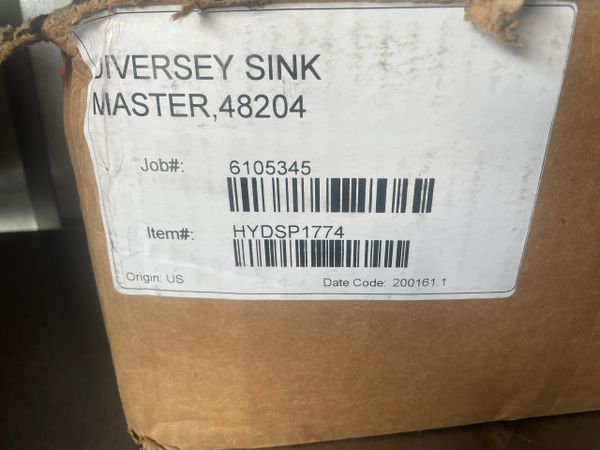 DIVERSEY SINK
MASTER,48204
Job#: 6105345
Item#: HYDSP1774
Origin: US Date Code: 200161.1